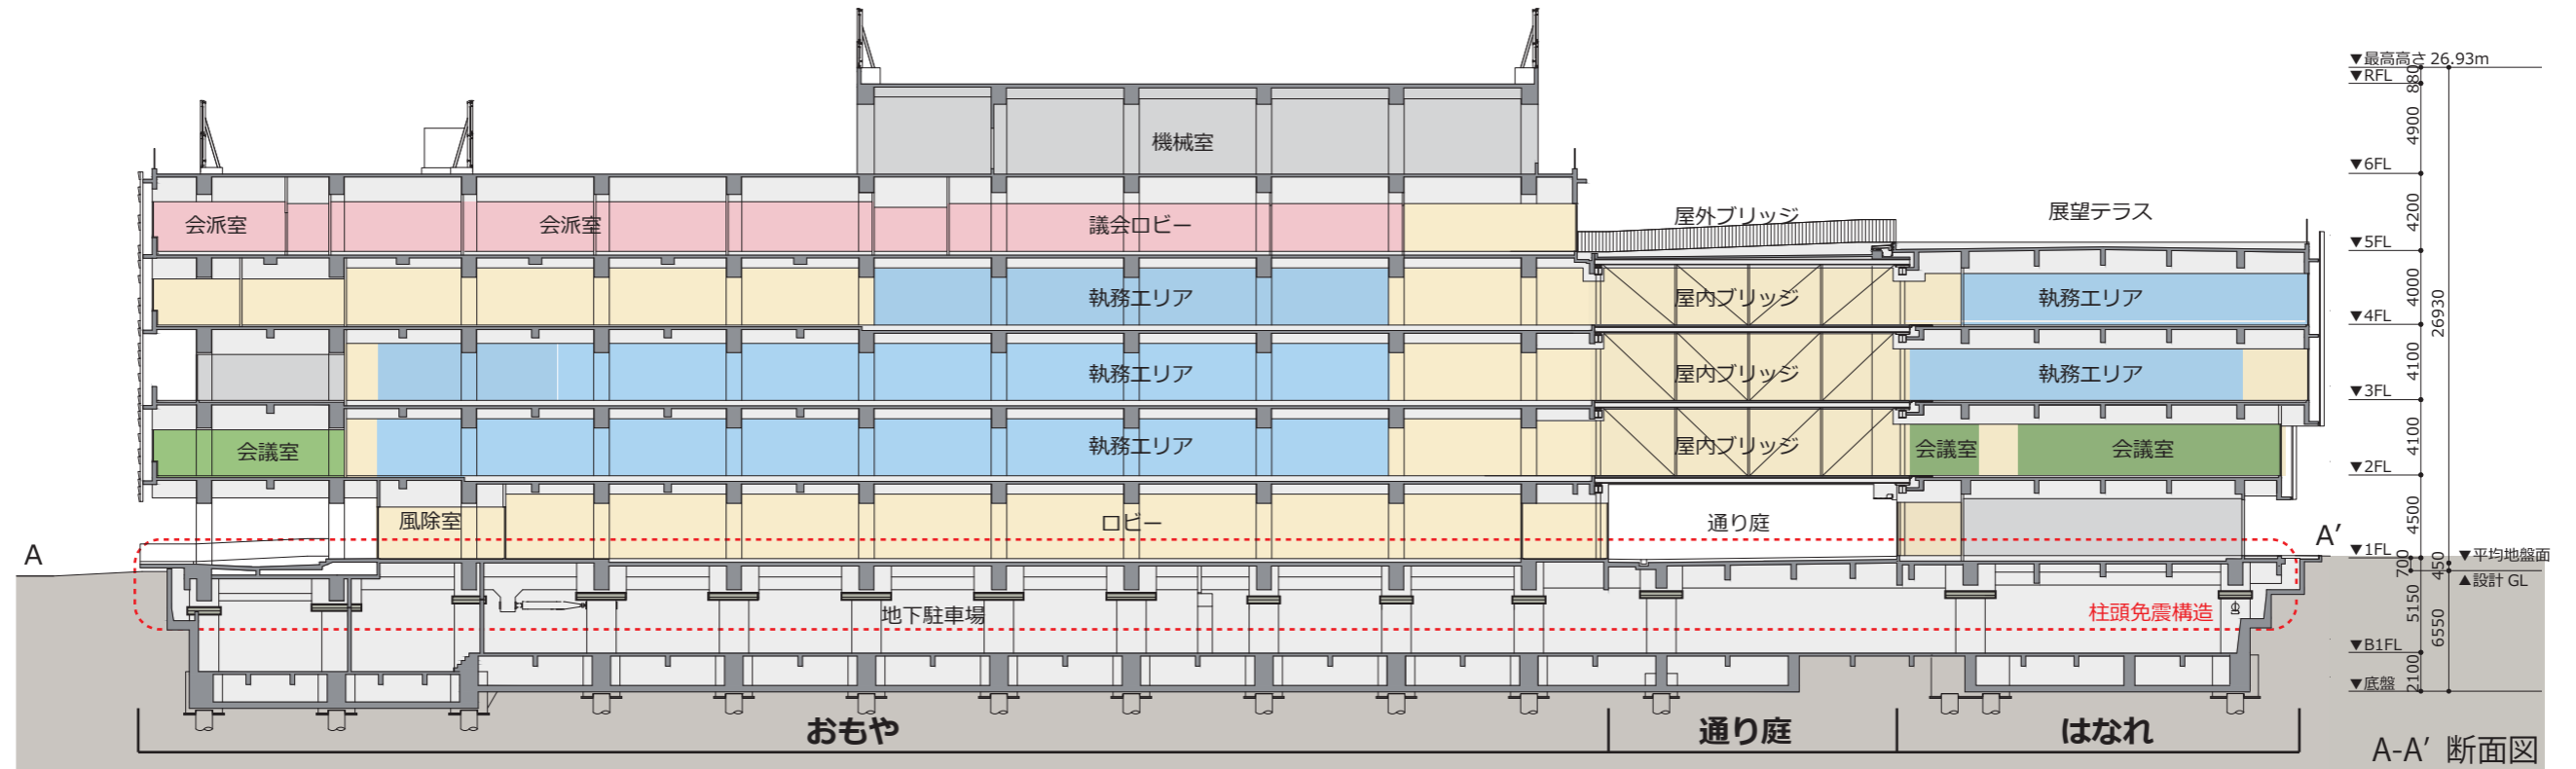 ▼最高高さ 26.93m
▼RFL
880
機械室
4900
▼6FL
会派室
会派室
議会ロビー
屋外ブリッジ
展望テラス
4200
▼5FL
執務エリア
屋内ブリッジ
執務エリア
4000
26930
▼4FL
執務エリア
屋内ブリッジ
執務エリア
4100
▼3FL
会議室
執務エリア
屋内ブリッジ
会議室
会議室
4100
▼2FL
風除室
ロビー
通り庭
4500
A
A’
▼1FL
▼平均地盤面
700
450
▲設計 GL
地下駐車場
柱頭免震構造
5150
6550
▼B1FL
2100
▼底盤
おもや
通り庭
はなれ
A-A’ 断面図